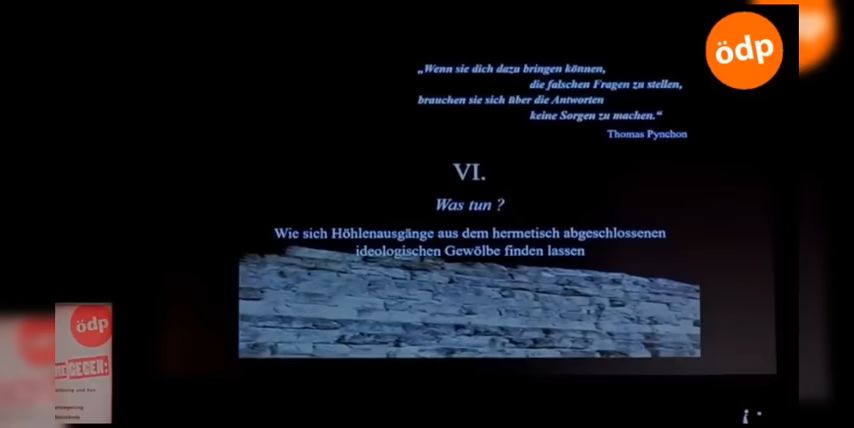 ödp
„Wenn sie dich dazu bringen können,
die falschen Fragen zu stellen,
brauchen sie sich über die Antworten
keine Sorgen zu machen.“
Thomas Pynchon
VI.
Was tun ?
Wie sich Höhlenausgänge aus dem hermetisch abgeschlossenen
ideologischen Gewölbe finden lassen
ödp
GEGEN: